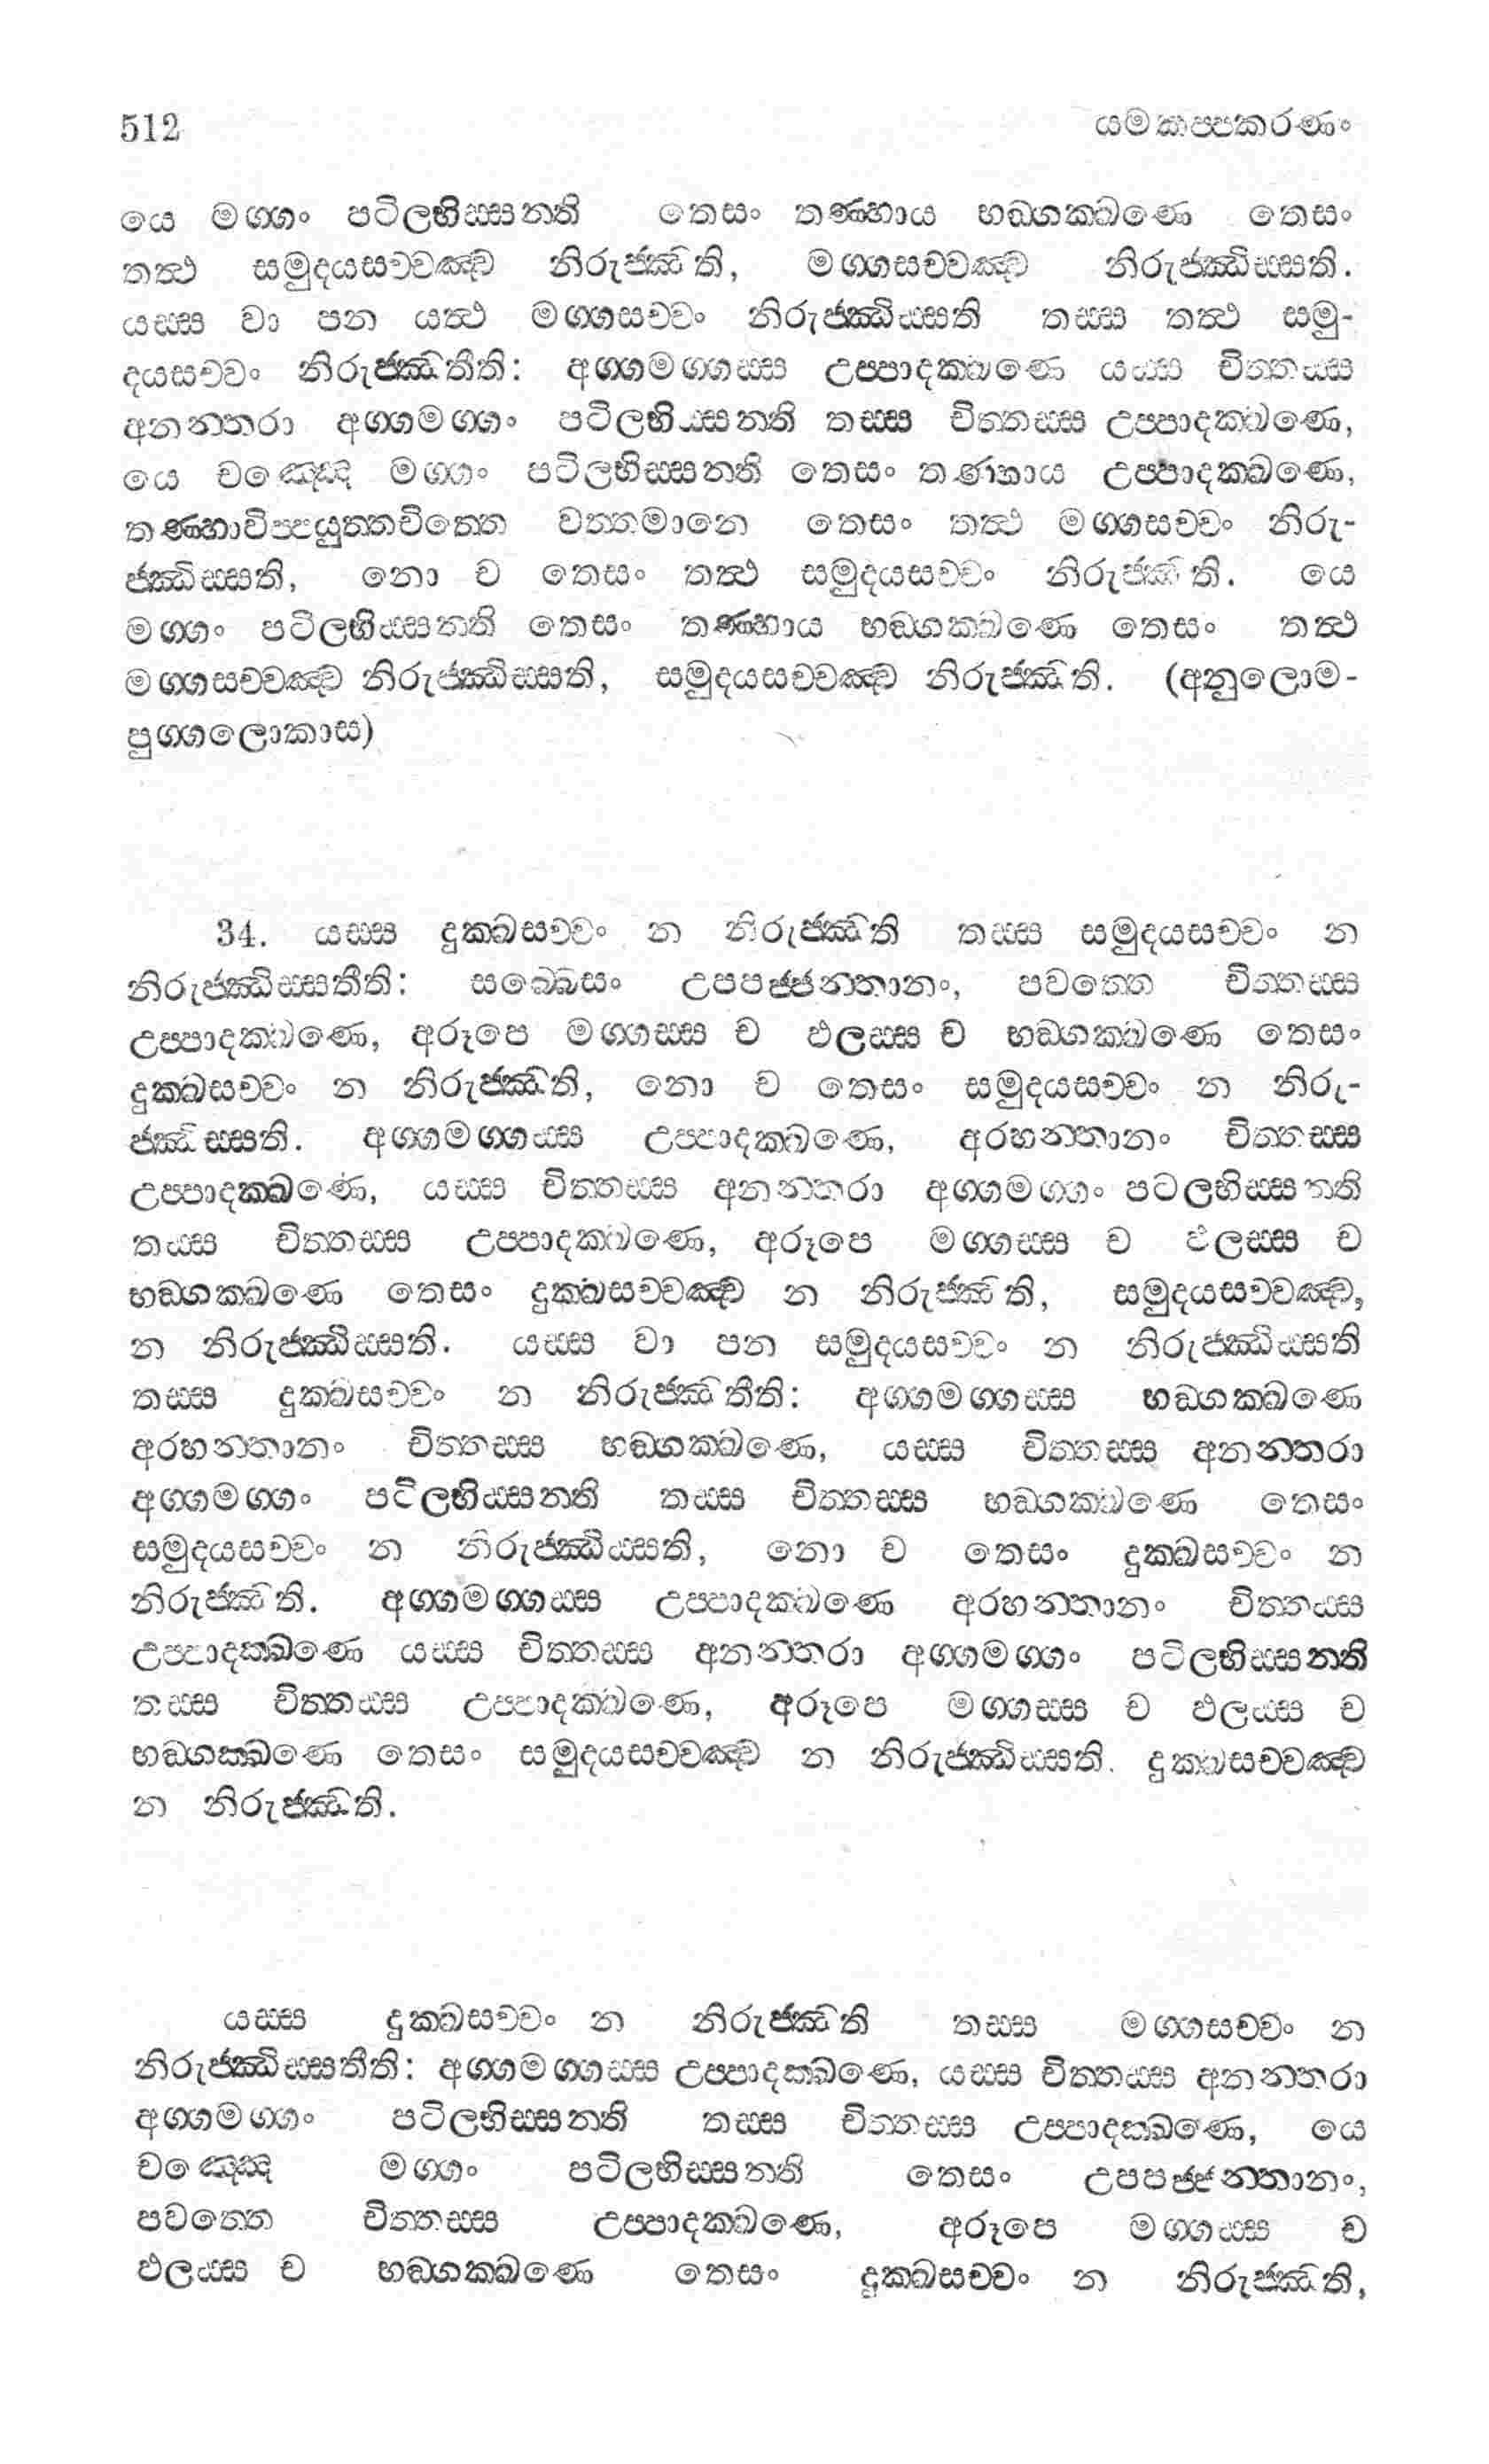 512 යමකප්පකරණං
යෙ මග්ගං පටිලභිස්සන්ති තෙසං තණ්හාය භඞ්ගක්ඛණෙ තෙසං
තත්ථ සමුදයසච්චඤ්ච නිරුජ්ඣති, මග්ගසච්චඤ්ච නිරුජ්ඣිස්සති.
යස්ස වා පන යත්ථ මග්ගසච්චං නිරුජ්ඣිස්සති තස්ස තත්ථ සමු-
දයසච්චං නිරුජ්ඣතීති: අග්ගමග්ගස්ස උප්පාදක්ඛණෙ යස්ස චිත්තස්ස
අනන්තරා අග්ගමග්ගං පටිලභිස්සන්ති තස්ස චිත්තස්ස උප්පාදක්ඛණෙ,
යෙ චඤ්ඤෙ මග්ගං පටිලභිස්සන්ති තෙසං තණ්හාය උප්පාදක්ඛණෙ,
තණ්හාවිප්පයුත්තචිත්තෙ වත්තමානෙ තෙසං තත්ථ මග්ගසච්චං නිරු-
ජ්ඣිස්සති, නො ච තෙසං තත්ථ සමුදයසච්චං නිරුජ්ඣති. යෙ
මග්ගං පටිලභිස්සන්ති තෙසං තණ්හාය භඞ්ගක්ඛණෙ තෙසං තත්ථ
මග්ගසච්චඤ්ච නිරුජ්ඣිස්සති, සමුදයසච්චඤ්ච නිරුජ්ඣති. (අනුලොම-
පුග්ගලොකාස)
34. යස්ස දුක්ඛසච්චං න නිරුජ්ඣති තස්ස සමුදයසච්චං න
නිරුජ්ඣිස්සතීති: සබ්බෙසං උපපජ්ජන්තානං, පවත්තෙ චිත්තස්ස
උප්පාදක්ඛණෙ, අරූපෙ මග්ගස්ස ච ඵලස්ස ච භඞ්ගක්ඛණෙ තෙසං
දුක්ඛසච්චං න නිරුජ්ඣති, නො ච තෙසං සමුදයසච්චං න නිරු-
ජ්ඣිස්සති. අග්ගමග්ගස්ස උප්පාදක්ඛණෙ, අරහන්තානං චිත්තස්ස
උප්පාදක්ඛණෙ, යස්ස චිත්තස්ස අනන්තරා අග්ගමග්ගං පටලභිස්සන්ති
තස්ස චිත්තස්ස උප්පාදක්ඛණෙ, අරූපෙ මග්ගස්ස ච ඵලස්ස ච
භඞ්ගක්ඛණෙ තෙසං දුක්ඛසච්චඤ්ච න නිරුජ්ඣති, සමුදයසච්චඤ්ච,
න නිරුජ්ඣිස්සති. යස්ස වා පන සමුදයසච්චං න නිරුජ්ඣිස්සති
තස්ස දුක්ඛසච්චං න නිරුජ්ඣතීති: අග්ගමග්ගස්ස භඞ්ගක්ඛණෙ
අරහන්තානං චිත්තස්ස භඞ්ගක්ඛණෙ, යස්ස චිත්තස්ස අනන්තරා
අග්ගමග්ගං පටිලභිස්සන්ති තස්ස චිත්තස්ස භඞ්ගක්ඛණෙ තෙසං
සමුදයසච්චං න නිරුජ්ඣිස්සති, නො ච තෙසං දුක්ඛසච්චං න
නිරුජ්ඣති. අග්ගමග්ගස්ස උප්පාදක්ඛණෙ අරහන්තානං චිත්තස්ස
උප්පාදක්ඛණෙ යස්ස චිත්තස්ස අනන්තරා අග්ගමග්ගං පටිලභිස්සන්ති
තස්ස චිත්තස්ස උප්පාදක්ඛණෙ, අරූපෙ මග්ගස්ස ච ඵලස්ස ච
භඞ්ගක්ඛණෙ තෙසං සමුදයසච්චඤ්ච න නිරුජ්ඣිස්සති. දුක්ඛසච්චඤ්ච
න නිරුජ්ඣති.
යස්ස දුක්ඛසච්චං න නිරුජ්ඣති තස්ස මග්ගසච්චං න
නිරුජ්ඣිස්සතීති: අග්ගමග්ගස්ස උප්පාදක්ඛණෙ, යස්ස චිත්තස්ස අනන්තරා
අග්ගමග්ගං පටිලභිස්සන්ති තස්ස චිත්තස්ස උප්පාදක්ඛණෙ, යෙ
චඤ්ඤෙ මග්ගං පටිලභිස්සන්ති තෙසං උපපජ්ජන්තානං,
පවත්තෙ චිත්තස්ස උප්පාදක්ඛණෙ, අරූපෙ මග්ගස්ස ච
ඵලස්ස ච භඞ්ගක්ඛණෙ තෙසං දුක්ඛසච්චං න නිරුජ්ඣති,